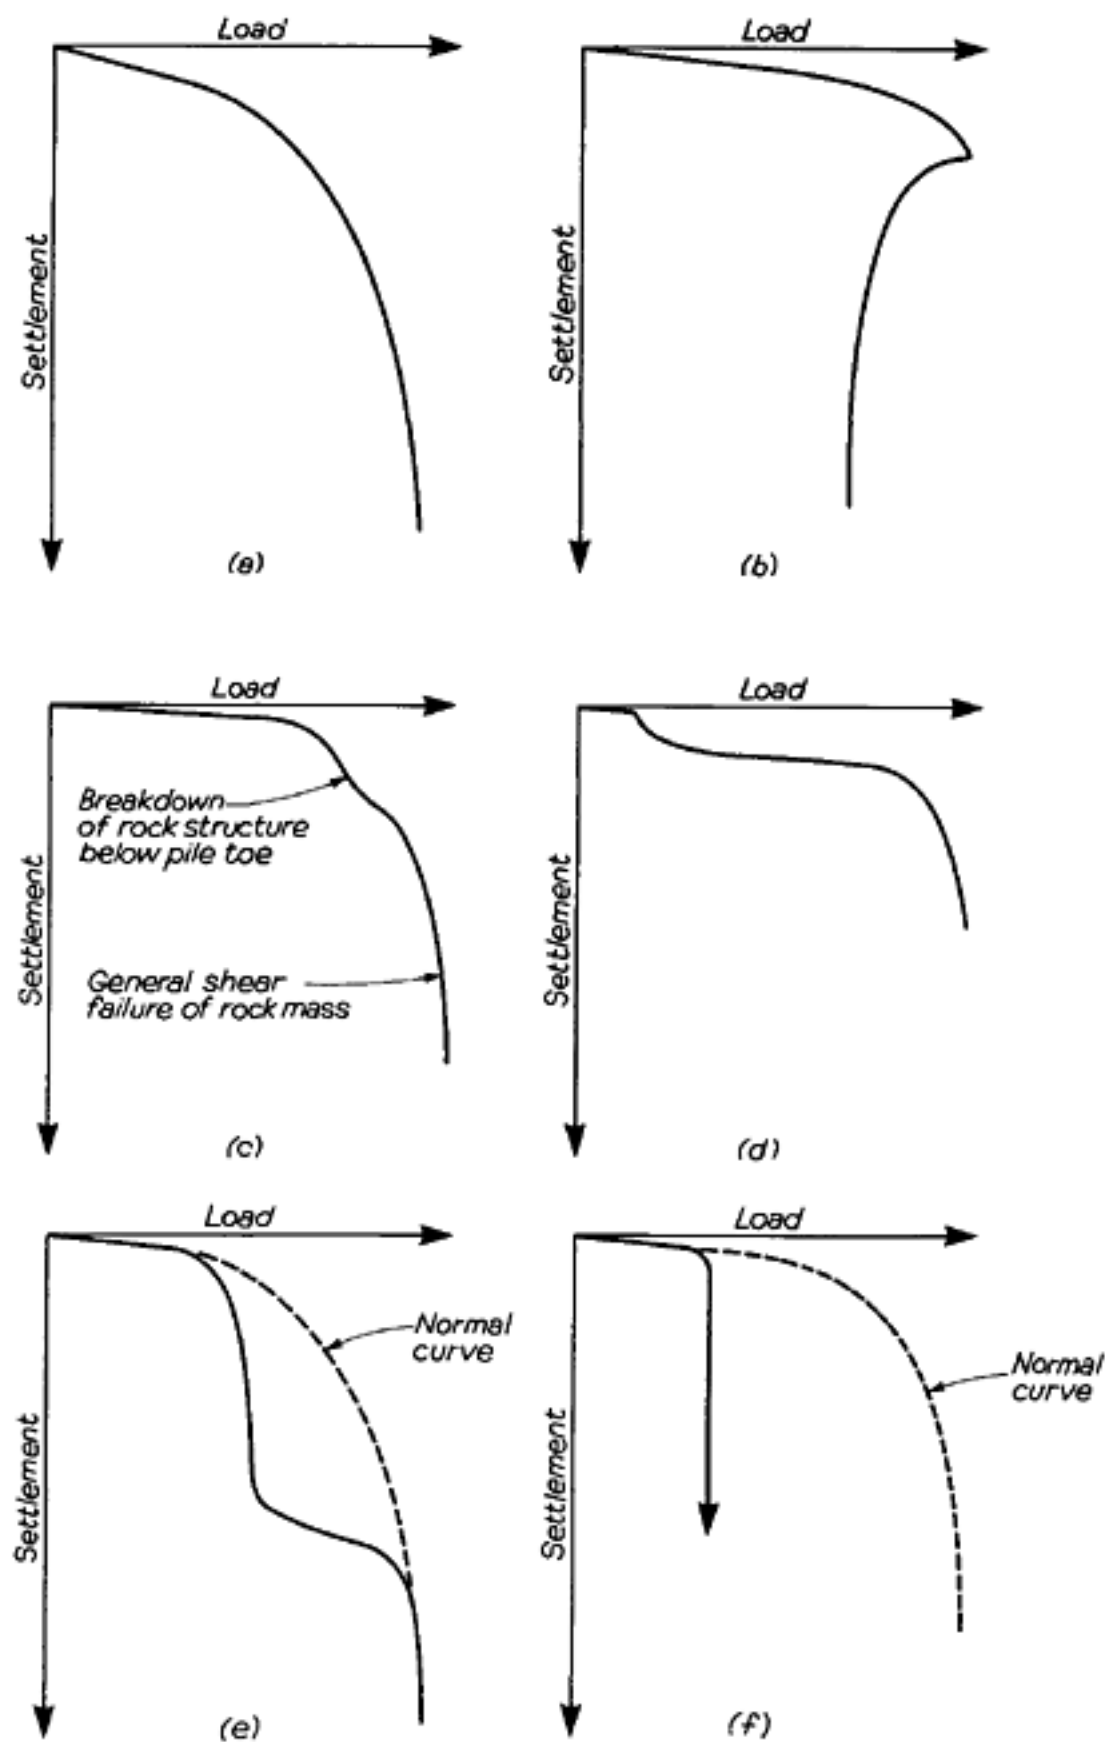 Load
Settlement
(a)
Load
Settlement
(b)
Load
Settlement
Breakdown
of rock structure
below pile toe
General shear
failure of rock mass
(c)
Load
Settlement
(d)
Load
Settlement
Normal
curve
(e)
Load
Settlement
Normal
curve
(f)